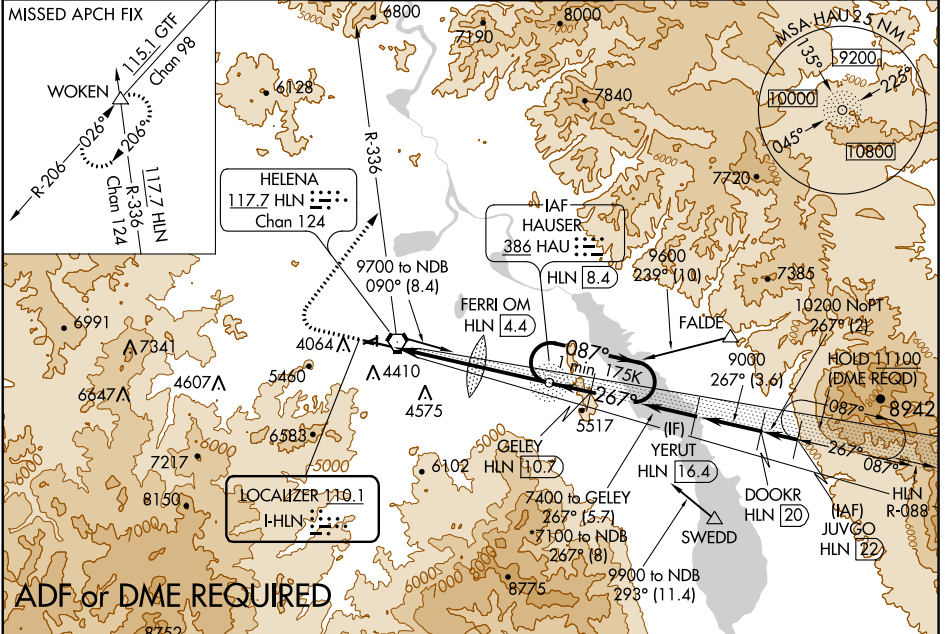 MISSED APCH FIX
115.1 GTF
Chan 98
WOKEN
026°
206°
R-206
117.7 HLN
R-336
Chan 124
6800
7190
8000
6128
7840
R-336
MSA HAU 25 NM
135°
9200
225°
10000
045°
10800
5000
HELENA
117.7 HLN
Chan 124
7720
IAF
HAUSER
386 HAU
HLN 8.4
9600
239° (10)
7385
9700 to NDB
090° (8.4)
FERRI OM
HLN 4.4
FALDE
10200 NoPT
267° (2)
6991
7341
4064
087°
1 min
175K
267°
9000
267° (3.6)
HOLD 11100
(DME REQD)
8942
087°
267°
087°
6647
4607
5460
4410
4575
5517
6583
7217
-5000
6102
GELEY
HLN 10.7
(IF)
YERUT
HLN 16.4
8150
LOCALIZER 110.1
I-HLN
7400 to GELEY
267° (5.7)
*7100 to NDB
267° (8)
DOOKR
HLN 20
(IAF)
JUVGO
HLN 22
HLN
R-088
SWEDD
9900 to NDB
293° (11.4)
8775
ADF or DME REQUIRED
8752